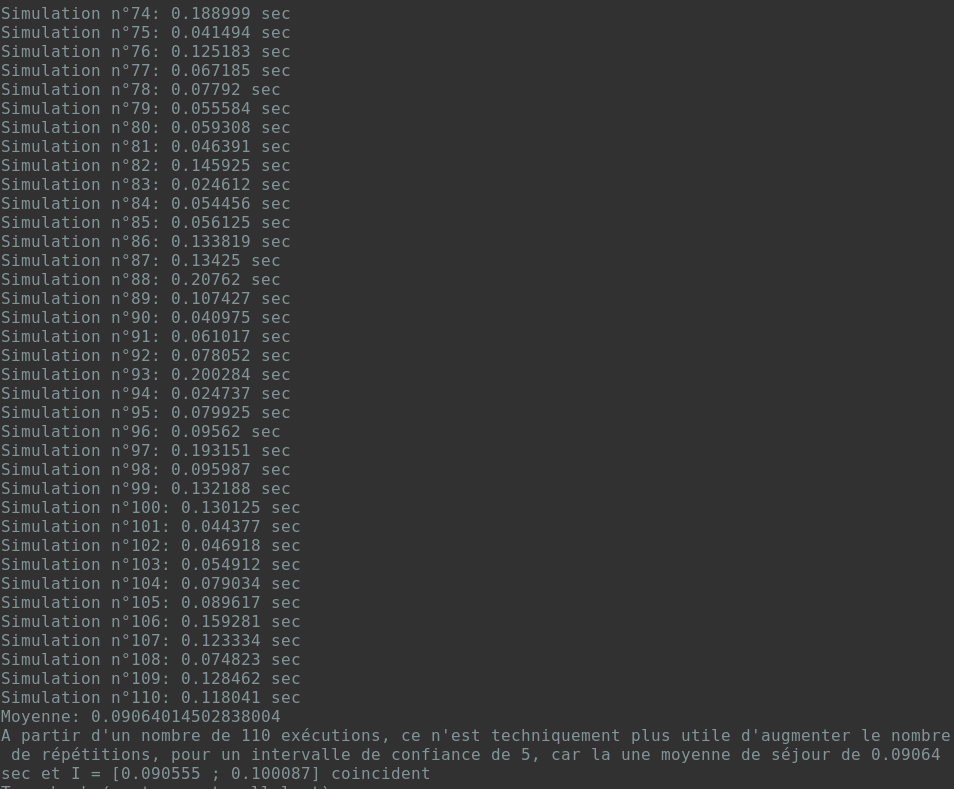 Simulation n°74: 0.188999 sec
Simulation n°75: 0.041494 sec
Simulation n°76: 0.125183 sec
Simulation n°77: 0.067185 sec
Simulation n°78: 0.07792 sec
Simulation n°79: 0.055584 sec
Simulation n°80: 0.059308 sec
Simulation n°81: 0.046391 sec
Simulation n°82: 0.145925 sec
Simulation n°83: 0.024612 sec
Simulation n°84: 0.054456 sec
Simulation n°85: 0.056125 sec
Simulation n°86: 0.133819 sec
Simulation n°87: 0.13425 sec
Simulation n°88: 0.20762 sec
Simulation n°89: 0.107427 sec
Simulation n°90: 0.040975 sec
Simulation n°91: 0.061017 sec
Simulation n°92: 0.078052 sec
Simulation n°93: 0.200284 sec
Simulation n°94: 0.024737 sec
Simulation n°95: 0.079925 sec
Simulation n°96: 0.09562 sec
Simulation n°97: 0.193151 sec
Simulation n°98: 0.095987 sec
Simulation n°99: 0.132188 sec
Simulation n°100: 0.130125 sec
Simulation n°101: 0.044377 sec
Simulation n°102: 0.046918 sec
Simulation n°103: 0.054912 sec
Simulation n°104: 0.079034 sec
Simulation n°105: 0.089617 sec
Simulation n°106: 0.159281 sec
Simulation n°107: 0.123334 sec
Simulation n°108: 0.074823 sec
Simulation n°109: 0.128462 sec
Simulation n°110: 0.118041 sec
Moyenne: 0.09064014502838004
A partir d'un nombre de 110 exécutions, ce n'est techniquement plus utile d'augmenter le nombre
de répétitions, pour un intervalle de confiance de 5, car la une moyenne de séjour de 0.09064
sec et I = [0.090555 ; 0.100087] coincident